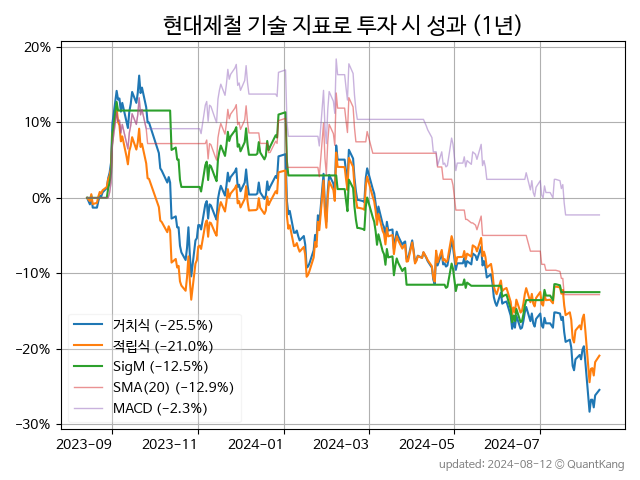 현대제철 기술 지표로 투자 시 성과 (1년)
20%
10%
0%
−10%
−20%
−30%
거치식 (−25.5%)
적립식 (−21.0%)
SigM (−12.5%)
SMA(20) (−12.9%)
MACD (−2.3%)
2023−09
2023−11
2024−01
2024−03
2024−05
2024−07
updated: 2024−08−12 ⓒ QuantKang